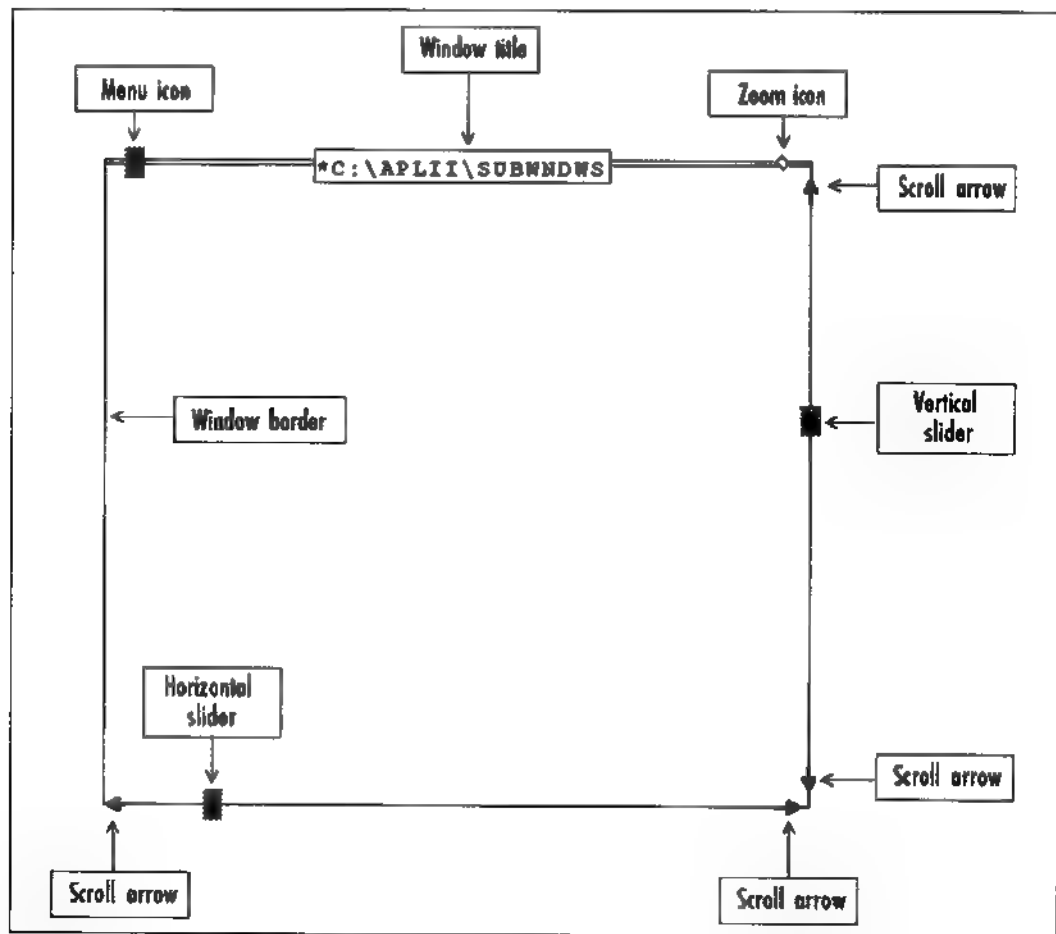 Window title
Menu icon
Zoom icon
*C:\APLII\SUBWNDWS
Scroll arrow
Window border
Vertical
slider
Horizontal
slider
Scroll arrow
Scroll arrow
Scroll arrow